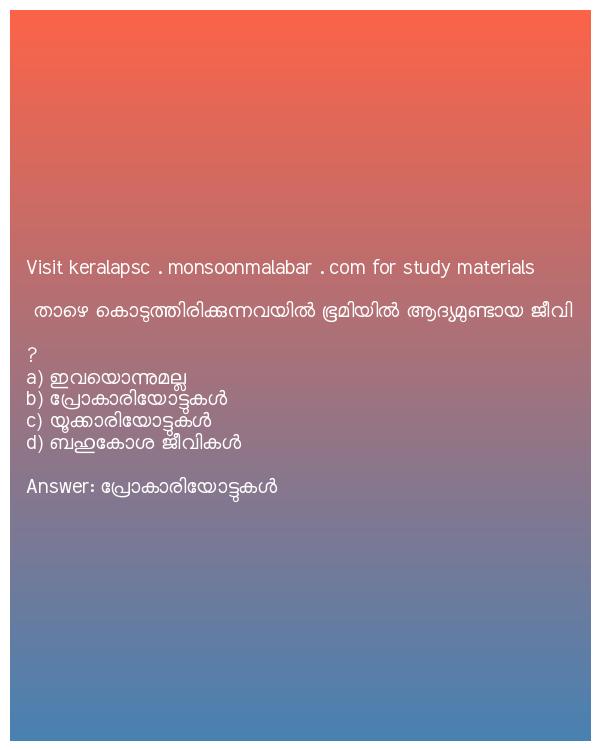 Visit keralapsc . monsoonmalabar . com for study materials
താഴെ കൊടുത്തിരിക്കുന്നവയിൽ ഭൂമിയിൽ ആദ്യമുണ്ടായ ജീവി
?
a) ഇവയൊന്നുമല്ല
b) പ്രോകാരിയോട്ടുകൾ
c) യൂക്കാരിയോട്ടുകൾ
d) ബഹുകോശ ജീവികൾ
Answer: പ്രോകാരിയോട്ടുകൾ